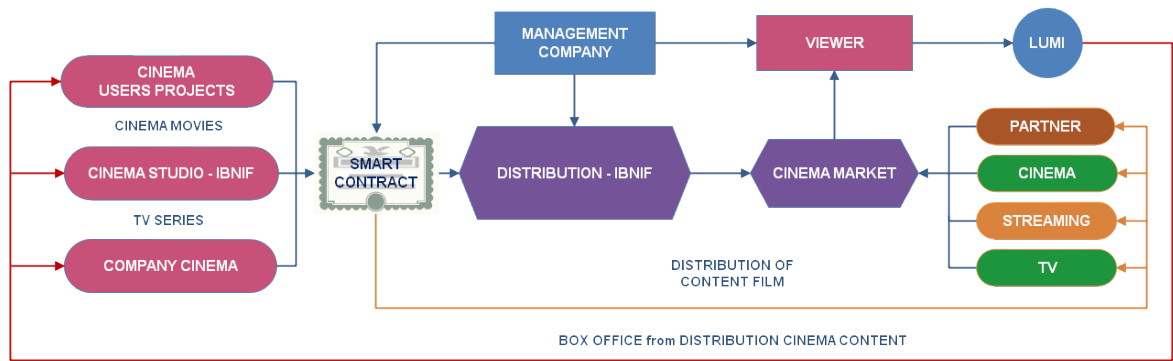 MANAGEMENT
COMPANY
VIEWER
LUMI
CINEMA
USERS PROJECTS
CINEMA MOVIES
CINEMA STUDIO - IBNIF
TV SERIES
COMPANY CINEMA
SMART
CONTRACT
DISTRIBUTION - IBNIF
CINEMA MARKET
PARTNER
CINEMA
STREAMING
TV
DISTRIBUTION OF
CONTENT FILM
BOX OFFICE from DISTRIBUTION CINEMA CONTENT